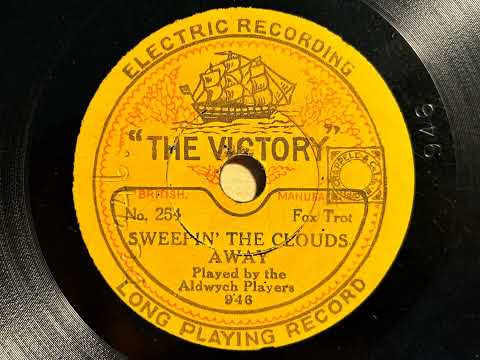 ELECTRIC RECORDING
"THE VICTORY"
BRITISH. MANUFACTURE
No. 254 Fox Trot
SWEEPIN' THE CLOUDS
AWAY
Played by the
Aldwych Players
946
LONG PLAYING RECORD
946